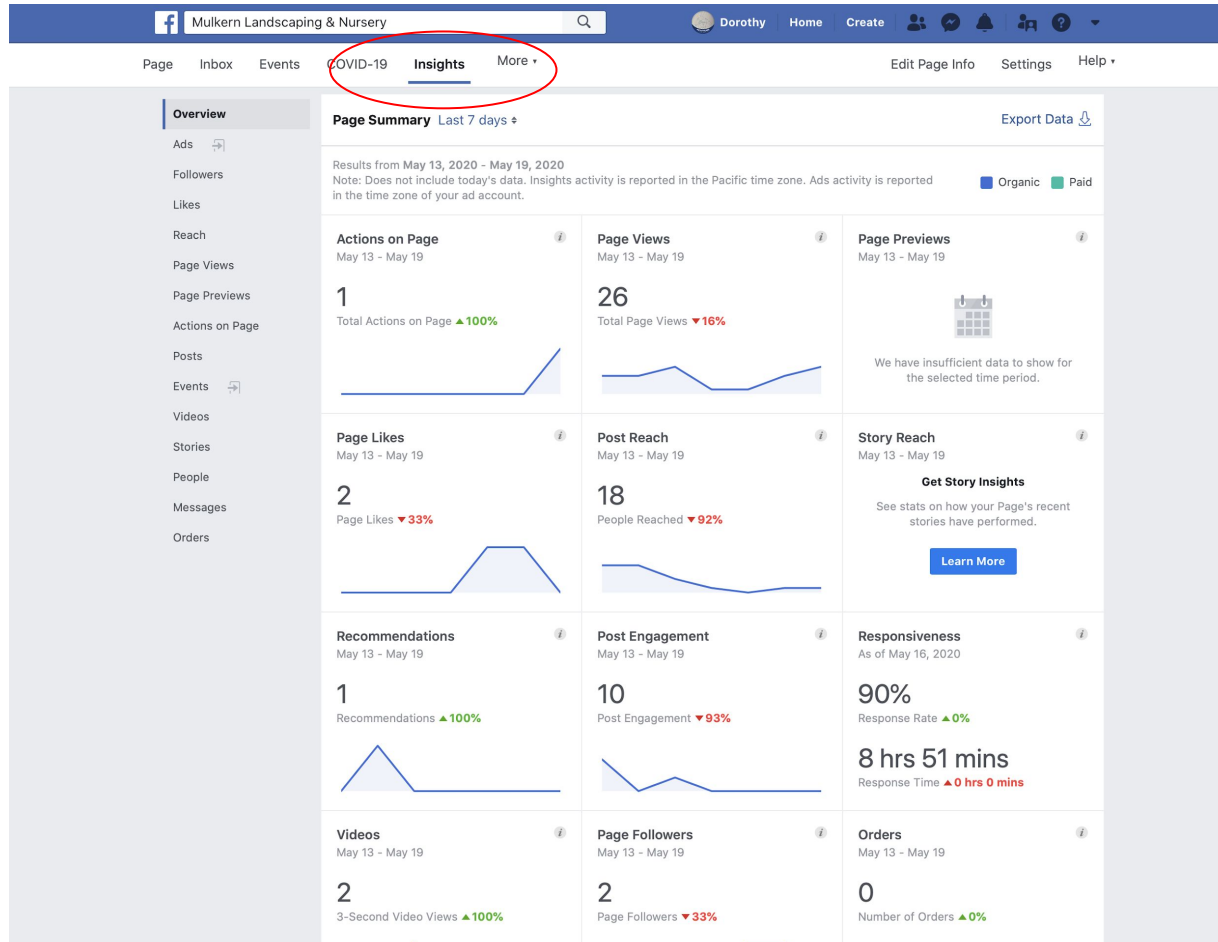 Mulkern Landscaping & Nursery
Dorothy Home Create
Page Inbox Events COVID-19 Insights More Edit Page Info Settings Help
Overview
Ads
Followers
Likes
Reach
Page Views
Page Previews
Actions on Page
Posts
Events
Videos
Stories
People
Messages
Orders
Page Summary Last 7 days
Export Data
Results from May 13, 2020 - May 19, 2020
Note: Does not include today's data. Insights activity is reported in the Pacific time zone. Ads activity is reported
in the time zone of your ad account.
Organic Paid
Actions on Page
May 13 - May 19
1
Total Actions on Page ▲100%
Page Views
May 13 - May 19
26
Total Page Views ▼16%
Page Previews
May 13 - May 19
We have insufficient data to show for
the selected time period.
Page Likes
May 13 - May 19
2
Page Likes ▼33%
Post Reach
May 13 - May 19
18
People Reached ▼92%
Story Reach
May 13 - May 19
Get Story Insights
See stats on how your Page's recent
stories have performed.
Learn More
Recommendations
May 13 - May 19
1
Recommendations ▲100%
Post Engagement
May 13 - May 19
10
Post Engagement ▼93%
Responsiveness
As of May 16, 2020
90%
Response Rate ▲0%
8 hrs 51 mins
Response Time ▲0 hrs 0 mins
Videos
May 13 - May 19
2
3-Second Video Views ▲100%
Page Followers
May 13 - May 19
2
Page Followers ▼33%
Orders
May 13 - May 19
0
Number of Orders ▲0%